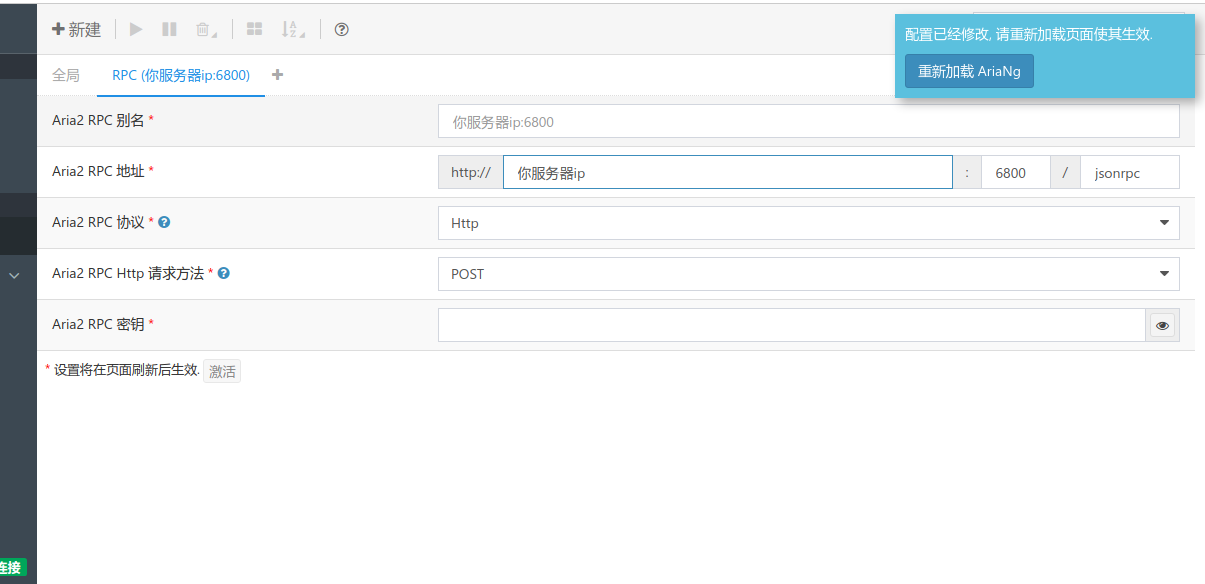 新建
配置已经修改, 请重新加载页面使其生效.
重新加载 AriaNg
全局 RPC (你服务器ip:6800)
Aria2 RPC 别名 * 你服务器ip:6800
Aria2 RPC 地址 * http:// 你服务器ip : 6800 / jsonrpc
Aria2 RPC 协议 * Http
Aria2 RPC Http 请求方法 * POST
Aria2 RPC 密钥 *
* 设置将在页面刷新后生效. 激活
连接